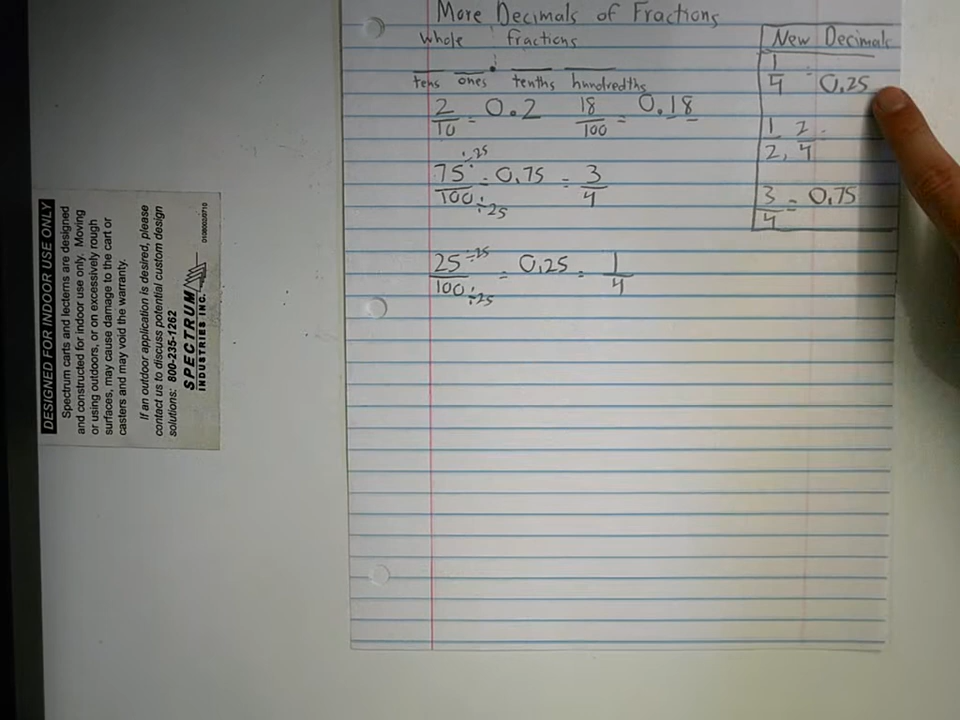 More Decimals of Fractions
Whole fractions
tens ones . tenths hundredths
2/10 = 0.2 18/100 = 0.18
75÷25/100÷25 = 0.75 = 3/4
25÷25/100÷25 = 0.25 = 1/4
New Decimals
1/4 = 0.25
1/2, 2/4 =
3/4 = 0.75
DESIGNED FOR INDOOR USE ONLY
Spectrum carts and lecterns are designed
and constructed for indoor use only. Moving
or using outdoors, or on excessively rough
surfaces, may cause damage to the cart or
casters and may void the warranty.
If an outdoor application is desired, please
contact us to discuss potential custom design
solutions: 800-235-1262
SPECTRUM
INDUSTRIES INC.